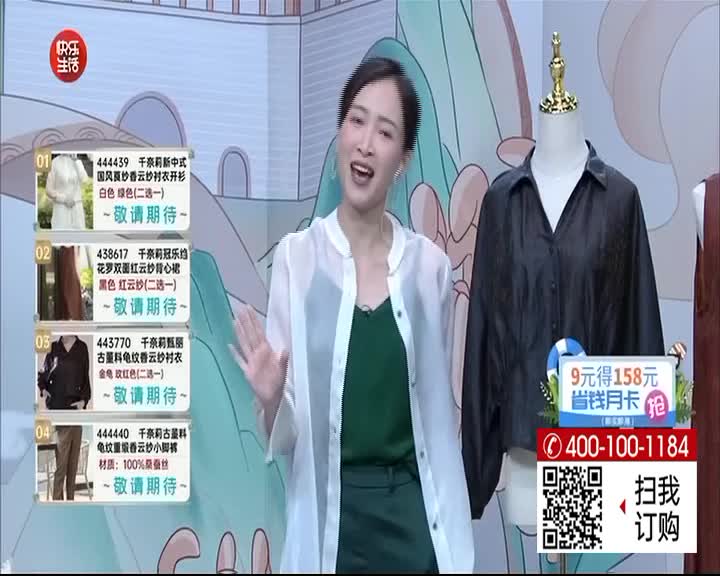 快乐
生活
01
444439 千奈莉新中式
国风莨纱香云纱衬衣开衫
白色 绿色(二选一)
~敬请期待~
02
438617 千奈莉冠乐绉
花罗双面红云纱背心裙
黑色 红云纱(二选一)
~敬请期待~
03
443770 千奈莉甄丽
古董料龟纹香云纱衬衣
金龟 玫红色(二选一)
~敬请期待~
04
444440 千奈莉古董料
龟纹重缎香云纱小脚裤
材质：100%桑蚕丝
~敬请期待~
9元得158元
省钱月卡
抢
400-100-1184
扫我
订购